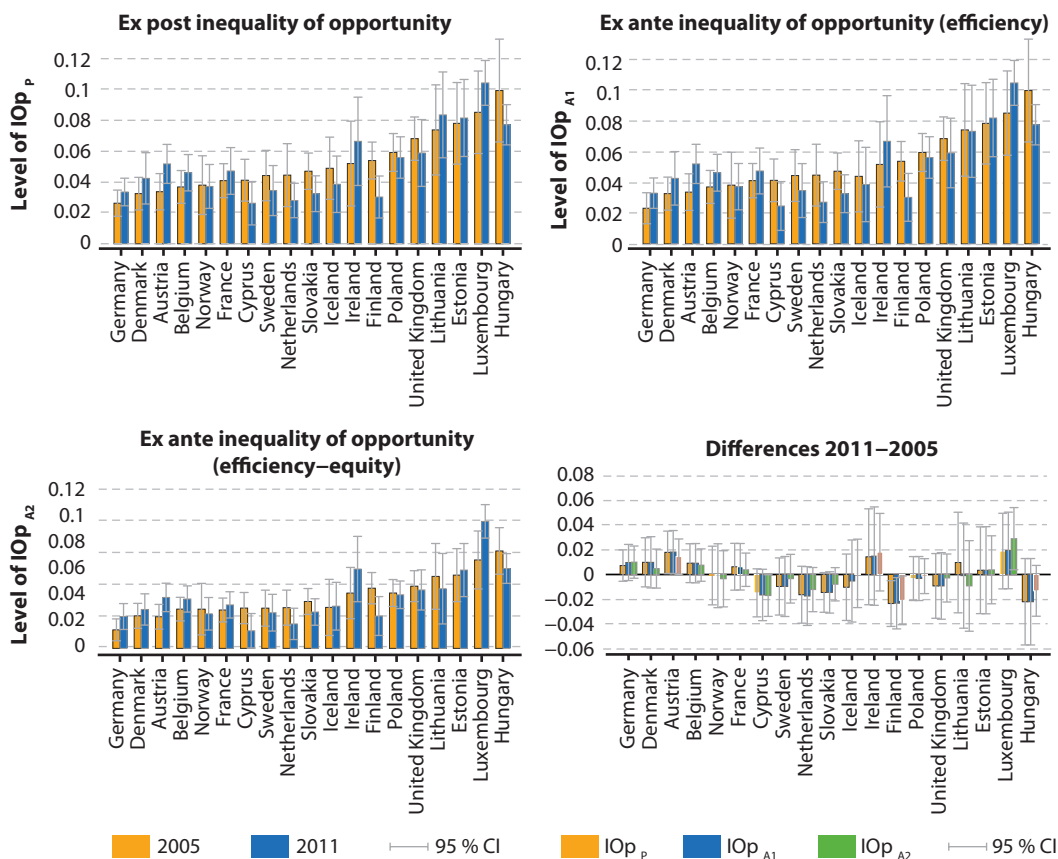 Ex post inequality of opportunity
Level of IOp P
0.12
0.1
0.08
0.06
0.04
0.02
0
Germany
Denmark
Austria
Belgium
Norway
France
Cyprus
Sweden
Netherlands
Slovakia
Iceland
Ireland
Finland
Poland
United Kingdom
Lithuania
Estonia
Luxembourg
Hungary
Ex ante inequality of opportunity (efficiency)
Level of IOp A1
0.12
0.1
0.08
0.06
0.04
0.02
0
Germany
Denmark
Austria
Belgium
Norway
France
Cyprus
Sweden
Netherlands
Slovakia
Iceland
Ireland
Finland
Poland
United Kingdom
Lithuania
Estonia
Luxembourg
Hungary
Ex ante inequality of opportunity
(efficiency–equity)
Level of IOp A2
0.12
0.1
0.08
0.06
0.04
0.02
0
Germany
Denmark
Austria
Belgium
Norway
France
Cyprus
Sweden
Netherlands
Slovakia
Iceland
Ireland
Finland
Poland
United Kingdom
Lithuania
Estonia
Luxembourg
Hungary
Differences 2011–2005
0.08
0.06
0.04
0.02
0
−0.02
−0.04
−0.06
Germany
Denmark
Austria
Belgium
Norway
France
Cyprus
Sweden
Netherlands
Slovakia
Iceland
Ireland
Finland
Poland
United Kingdom
Lithuania
Estonia
Luxembourg
Hungary
2005 2011 95 % CI
IOp P IOp A1 IOp A2 95 % CI